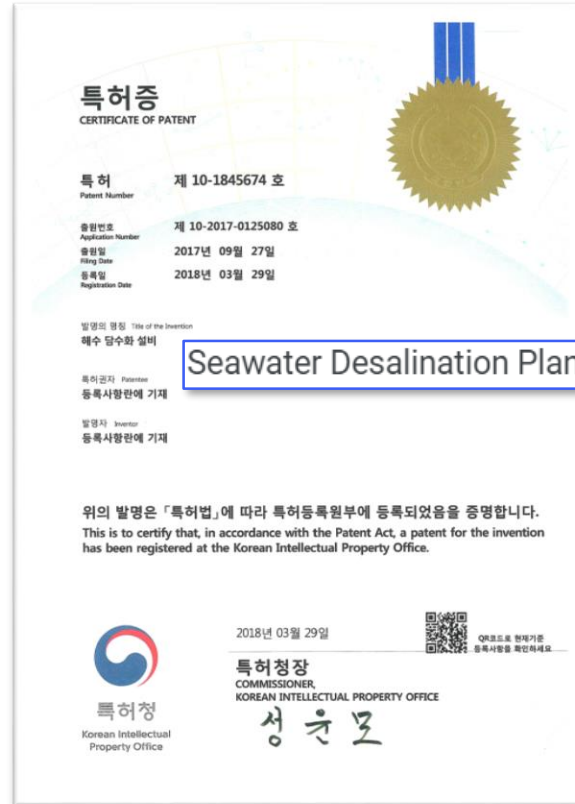 특허증
CERTIFICATE OF PATENT
특 허 제 10-1845674 호
Patent Number
출원번호 제 10-2017-0125080 호
Application Number
출원일 2017년 09월 27일
Filing Date
등록일 2018년 03월 29일
Registration Date
발명의 명칭 Title of the Invention
해수 담수화 설비
Seawater Desalination Plan
특허권자 Patentee
등록사항란에 기재
발명자 Inventor
등록사항란에 기재
위의 발명은 「특허법」에 따라 특허등록원부에 등록되었음을 증명합니다.
This is to certify that, in accordance with the Patent Act, a patent for the invention
has been registered at the Korean Intellectual Property Office.
2018년 03월 29일
QR코드로 현재기준
등록사항을 확인하세요
특허청장
COMMISSIONER,
KOREAN INTELLECTUAL PROPERTY OFFICE
성윤모
특허청
Korean Intellectual
Property Office